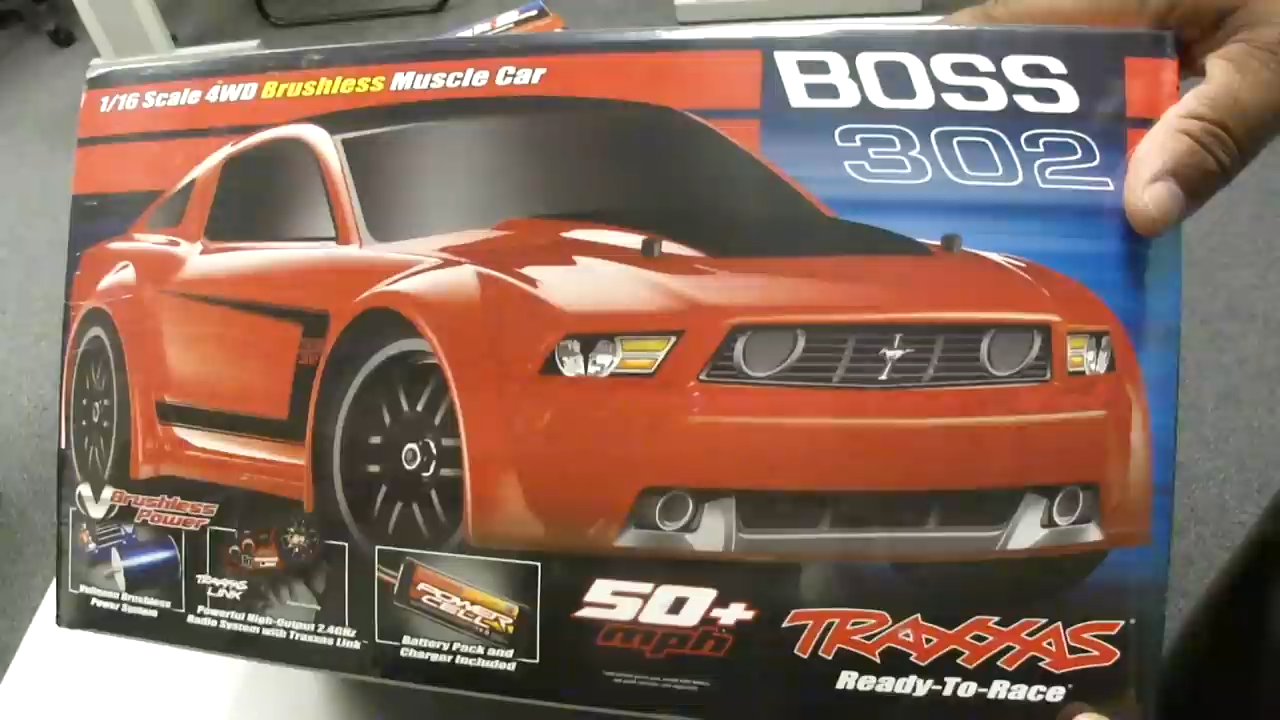 1/16 Scale 4WD Brushless Muscle Car
BOSS
302
Brushless
Power
Velineon Brushless
Power System
TRAXXAS
LINK
Powerful High-Output 2.4GHz
Radio System with Traxxas Link™
POWER
CELL
Battery Pack and
Charger Included
50+
mph
TRAXXAS
Ready-To-Race®